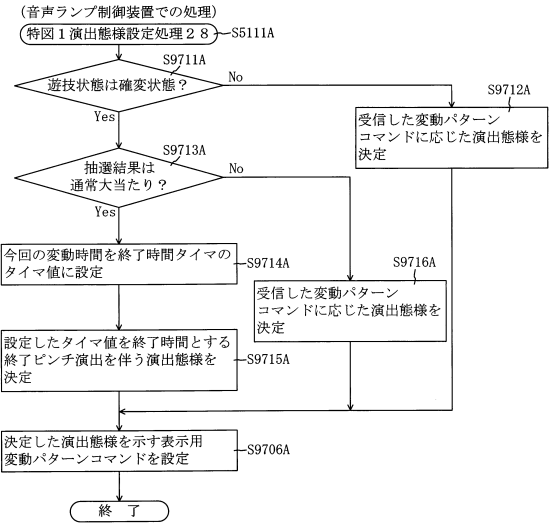 (音声ランプ制御装置での処理)
特図1演出態様設定処理28
S5111A
S9711A
遊技状態は確変状態？
No
Yes
S9712A
受信した変動パターン
コマンドに応じた演出態様を
決定
S9713A
抽選結果は
通常大当たり？
No
Yes
今回の変動時間を終了時間タイマの
タイマ値に設定
S9714A
S9716A
受信した変動パターン
コマンドに応じた演出態様を
決定
設定したタイマ値を終了時間とする
終了ピンチ演出を伴う演出態様を
決定
S9715A
決定した演出態様を示す表示用
変動パターンコマンドを設定
S9706A
終 了